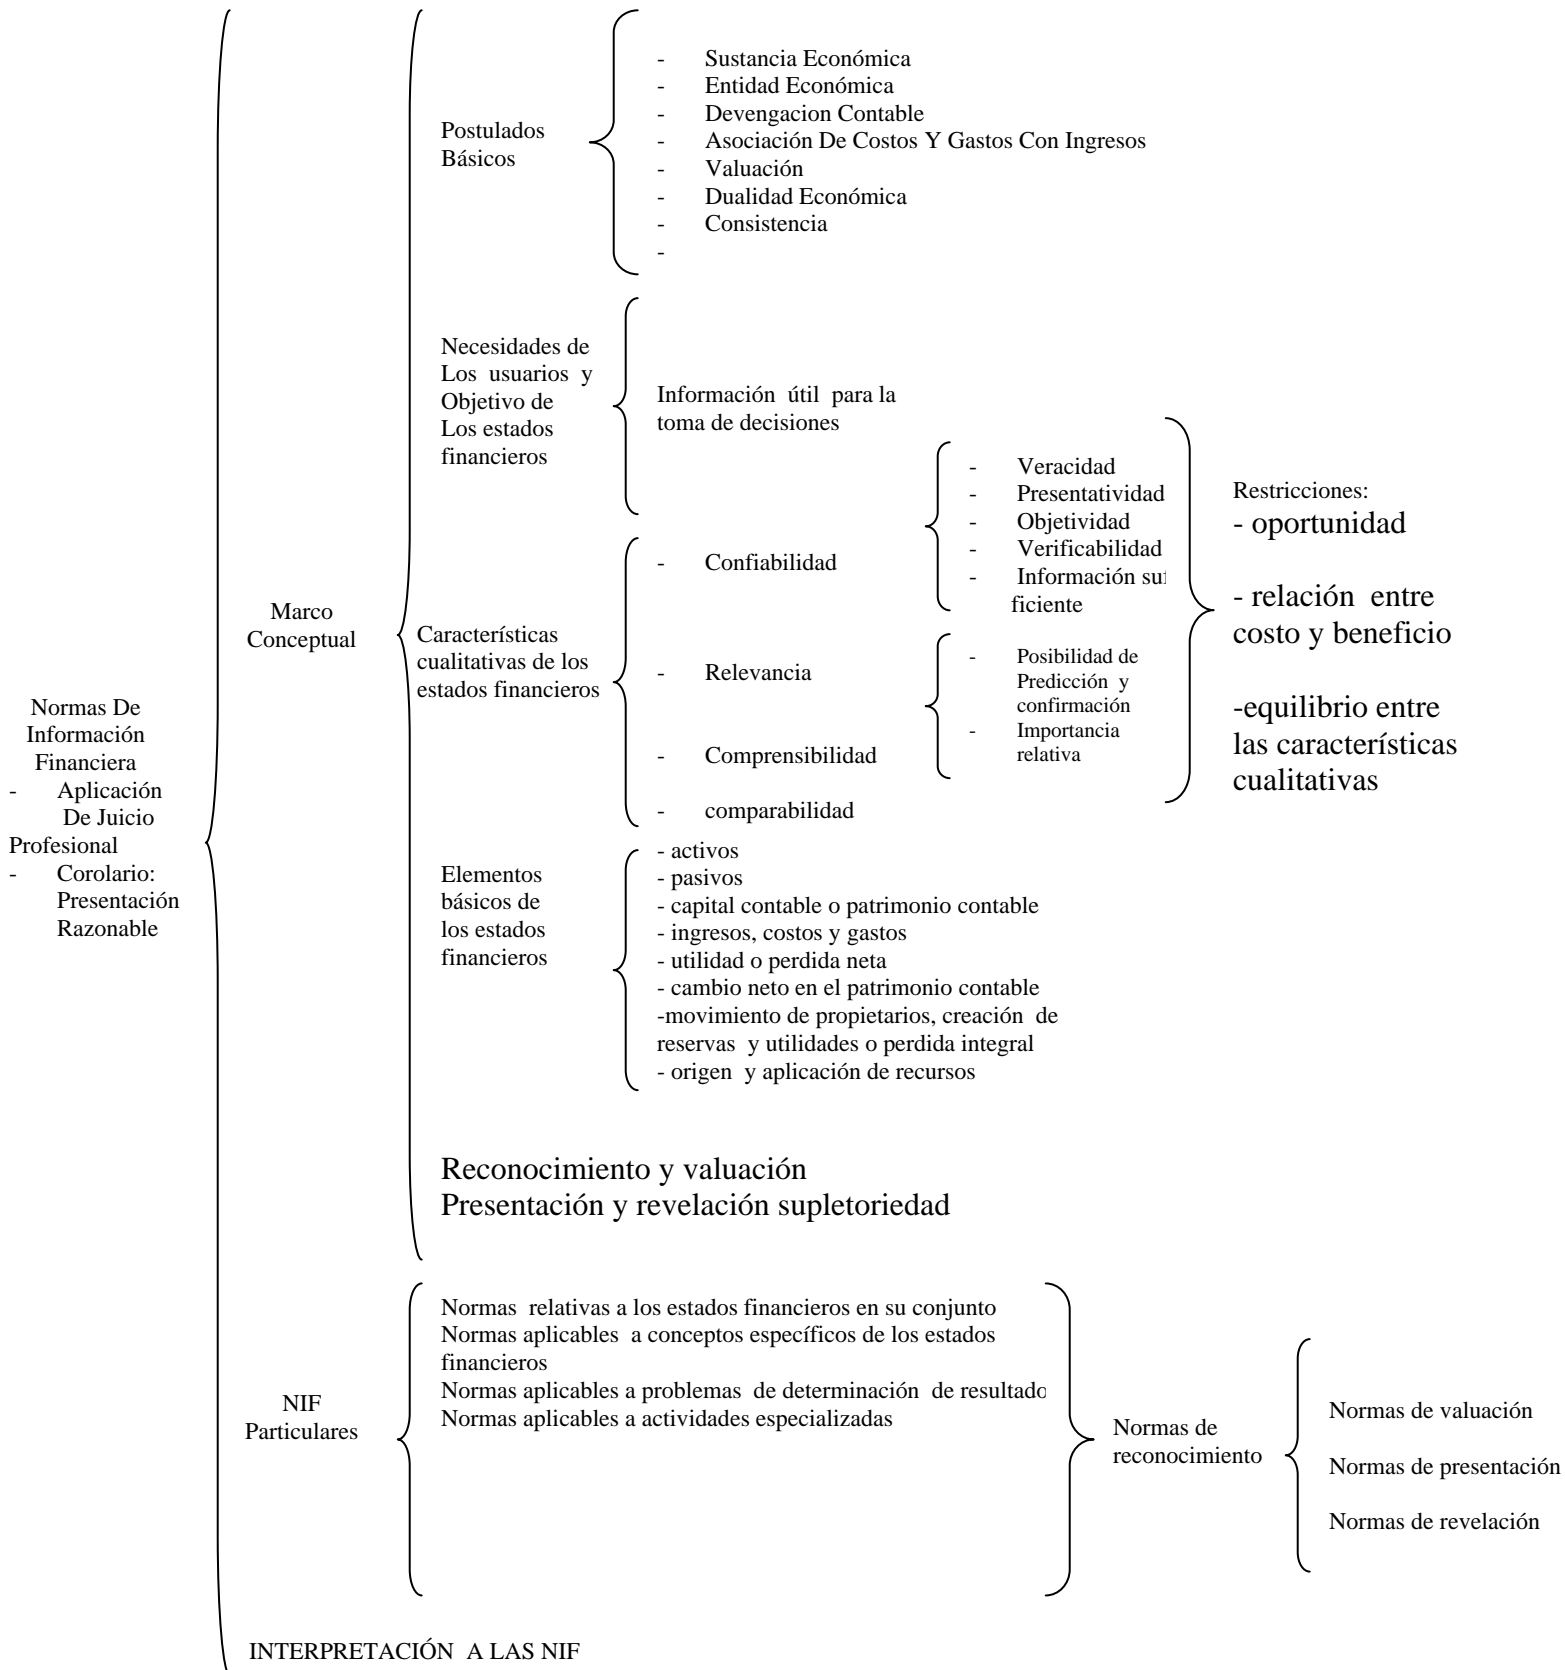 Normas De
Información
Financiera
- Aplicación
De Juicio
Profesional
- Corolario:
Presentación
Razonable
Marco
Conceptual
Postulados
Básicos
- Sustancia Económica
- Entidad Económica
- Devengacion Contable
- Asociación De Costos Y Gastos Con Ingresos
- Valuación
- Dualidad Económica
- Consistencia
-
Necesidades de
Los usuarios y
Objetivo de
Los estados
financieros
Información útil para la
toma de decisiones
Características
cualitativas de los
estados financieros
- Confiabilidad
- Relevancia
- Comprensibilidad
- comparabilidad
- Veracidad
- Presentatividad
- Objetividad
- Verificabilidad
- Información suf
ficiente
- Posibilidad de
Predicción y
confirmación
- Importancia
relativa
Restricciones:
- oportunidad
- relación entre
costo y beneficio
-equilibrio entre
las características
cualitativas
Elementos
básicos de
los estados
financieros
- activos
- pasivos
- capital contable o patrimonio contable
- ingresos, costos y gastos
- utilidad o perdida neta
- cambio neto en el patrimonio contable
-movimiento de propietarios, creación de
reservas y utilidades o perdida integral
- origen y aplicación de recursos
Reconocimiento y valuación
Presentación y revelación supletoriedad
NIF
Particulares
Normas relativas a los estados financieros en su conjunto
Normas aplicables a conceptos específicos de los estados
financieros
Normas aplicables a problemas de determinación de resultado
Normas aplicables a actividades especializadas
Normas de
reconocimiento
Normas de valuación
Normas de presentación
Normas de revelación
INTERPRETACIÓN A LAS NIF